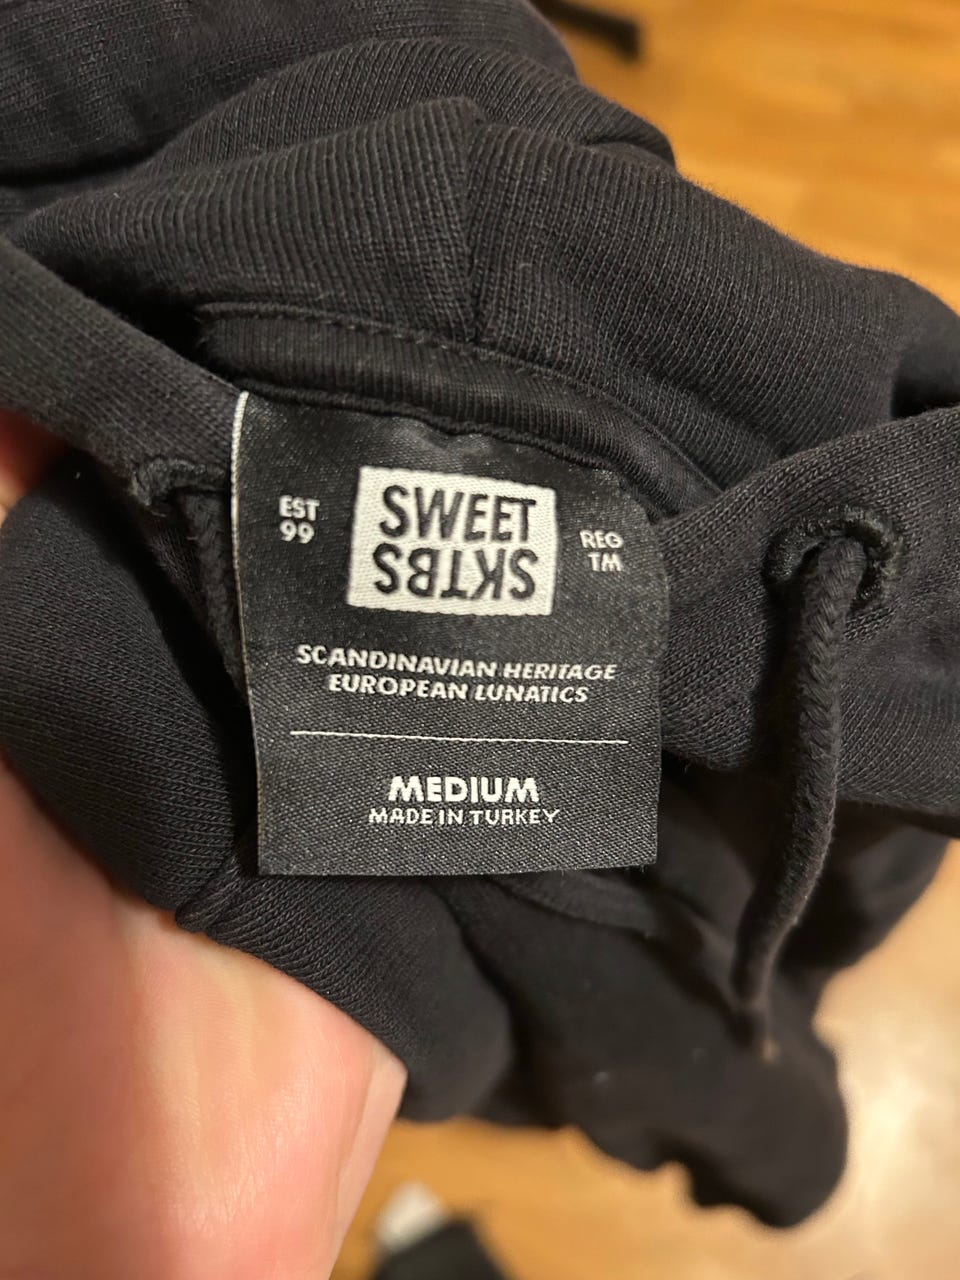 EST
99
SWEET
SKTBS
REG
TM
SCANDINAVIAN HERITAGE
EUROPEAN LUNATICS
MEDIUM
MADE IN TURKEY